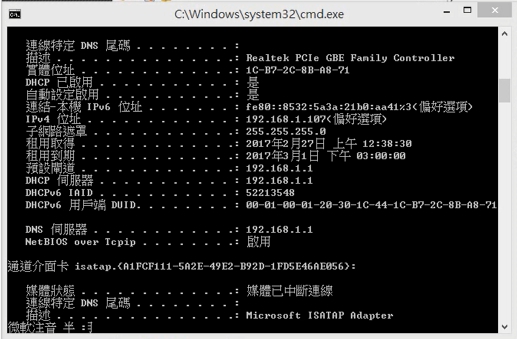 C:\Windows\system32\cmd.exe
連線特定 DNS 尾碼 . . . . . . . . :
描述 . . . . . . . . . . . . . . : Realtek PCIe GBE Family Controller
實體位址 . . . . . . . . . . . . : 1C-B7-2C-8B-A8-71
DHCP 已啟用 . . . . . . . . . . . : 是
自動設定啟用 . . . . . . . . . . : 是
連結-本機 IPv6 位址 . . . . . . . : fe80::8532:5a3a:21b0:aa41%3(偏好選項)
IPv4 位址 . . . . . . . . . . . . : 192.168.1.107(偏好選項)
子網路遮罩 . . . . . . . . . . . : 255.255.255.0
租用取得 . . . . . . . . . . . . : 2017年2月27日 上午 12:38:30
租用到期 . . . . . . . . . . . . : 2017年3月1日 下午 03:00:00
預設閘道 . . . . . . . . . . . . : 192.168.1.1
DHCP 伺服器 . . . . . . . . . . . : 192.168.1.1
DHCPv6 IAID . . . . . . . . . . . : 52213548
DHCPv6 用戶端 DUID. . . . . . . . : 00-01-00-01-20-30-1C-44-1C-B7-2C-8B-A8-71
DNS 伺服器 . . . . . . . . . . . : 192.168.1.1
NetBIOS over Tcpip . . . . . . . : 啟用
通道介面卡 isatap.{A1FCF111-5A2E-49E2-B92D-1FD5E46AE056}:
媒體狀態 . . . . . . . . . . . . : 媒體已中斷連線
連線特定 DNS 尾碼 . . . . . . . . :
描述 . . . . . . . . . . . . . . : Microsoft ISATAP Adapter
微軟注音 半 :